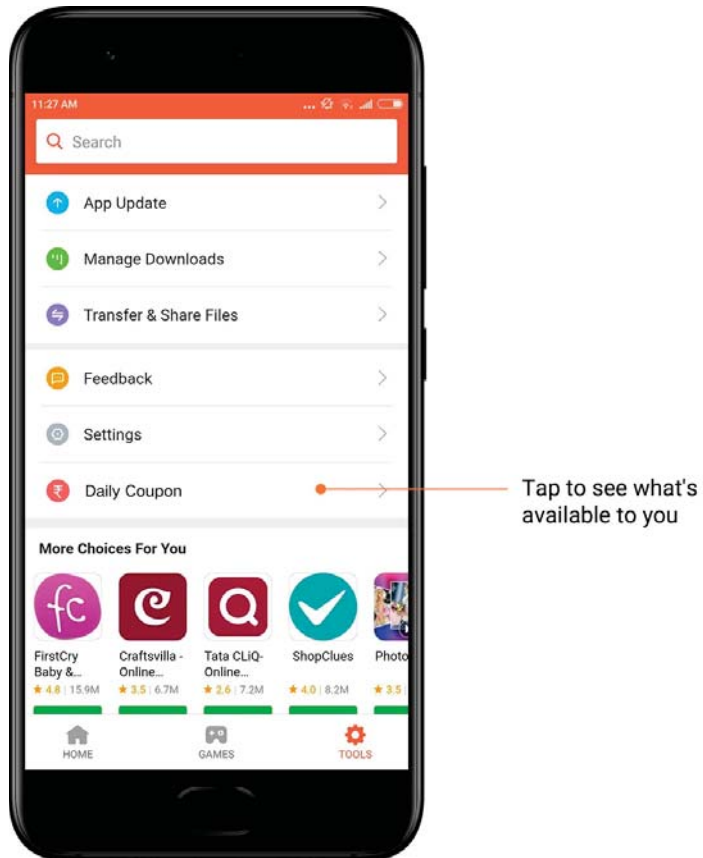 11:27 AM
Search
App Update
Manage Downloads
Transfer & Share Files
Feedback
Settings
₹
Daily Coupon
Tap to see what's
available to you
More Choices For You
fc
e
Q
FirstCry
Baby &...
Craftsvilla -
Online...
Tata CLiQ-
Online...
ShopClues
Photo
★ 4.8 | 15.9M
★ 3.5 | 6.7M
★ 2.6 | 7.2M
★ 4.0 | 8.2M
★ 3.5 |
HOME
GAMES
TOOLS